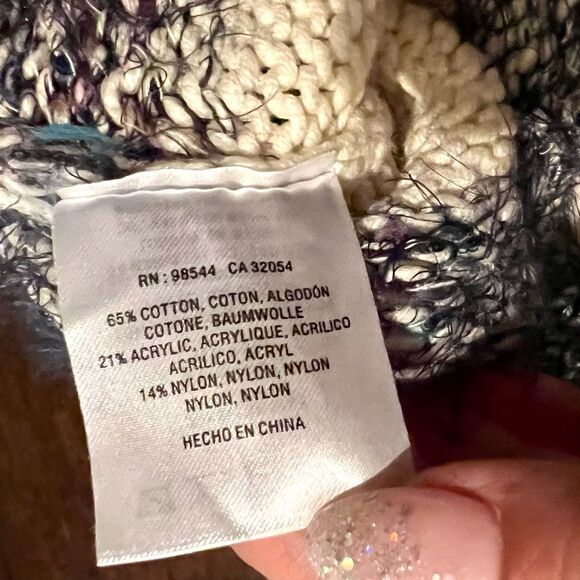 RN : 98544 CA 32054
65% COTTON, COTON, ALGODÓN
COTONE, BAUMWOLLE
21% ACRYLIC, ACRYLIQUE, ACRILICO
ACRILICO, ACRYL
14% NYLON, NYLON, NYLON
NYLON, NYLON
HECHO EN CHINA